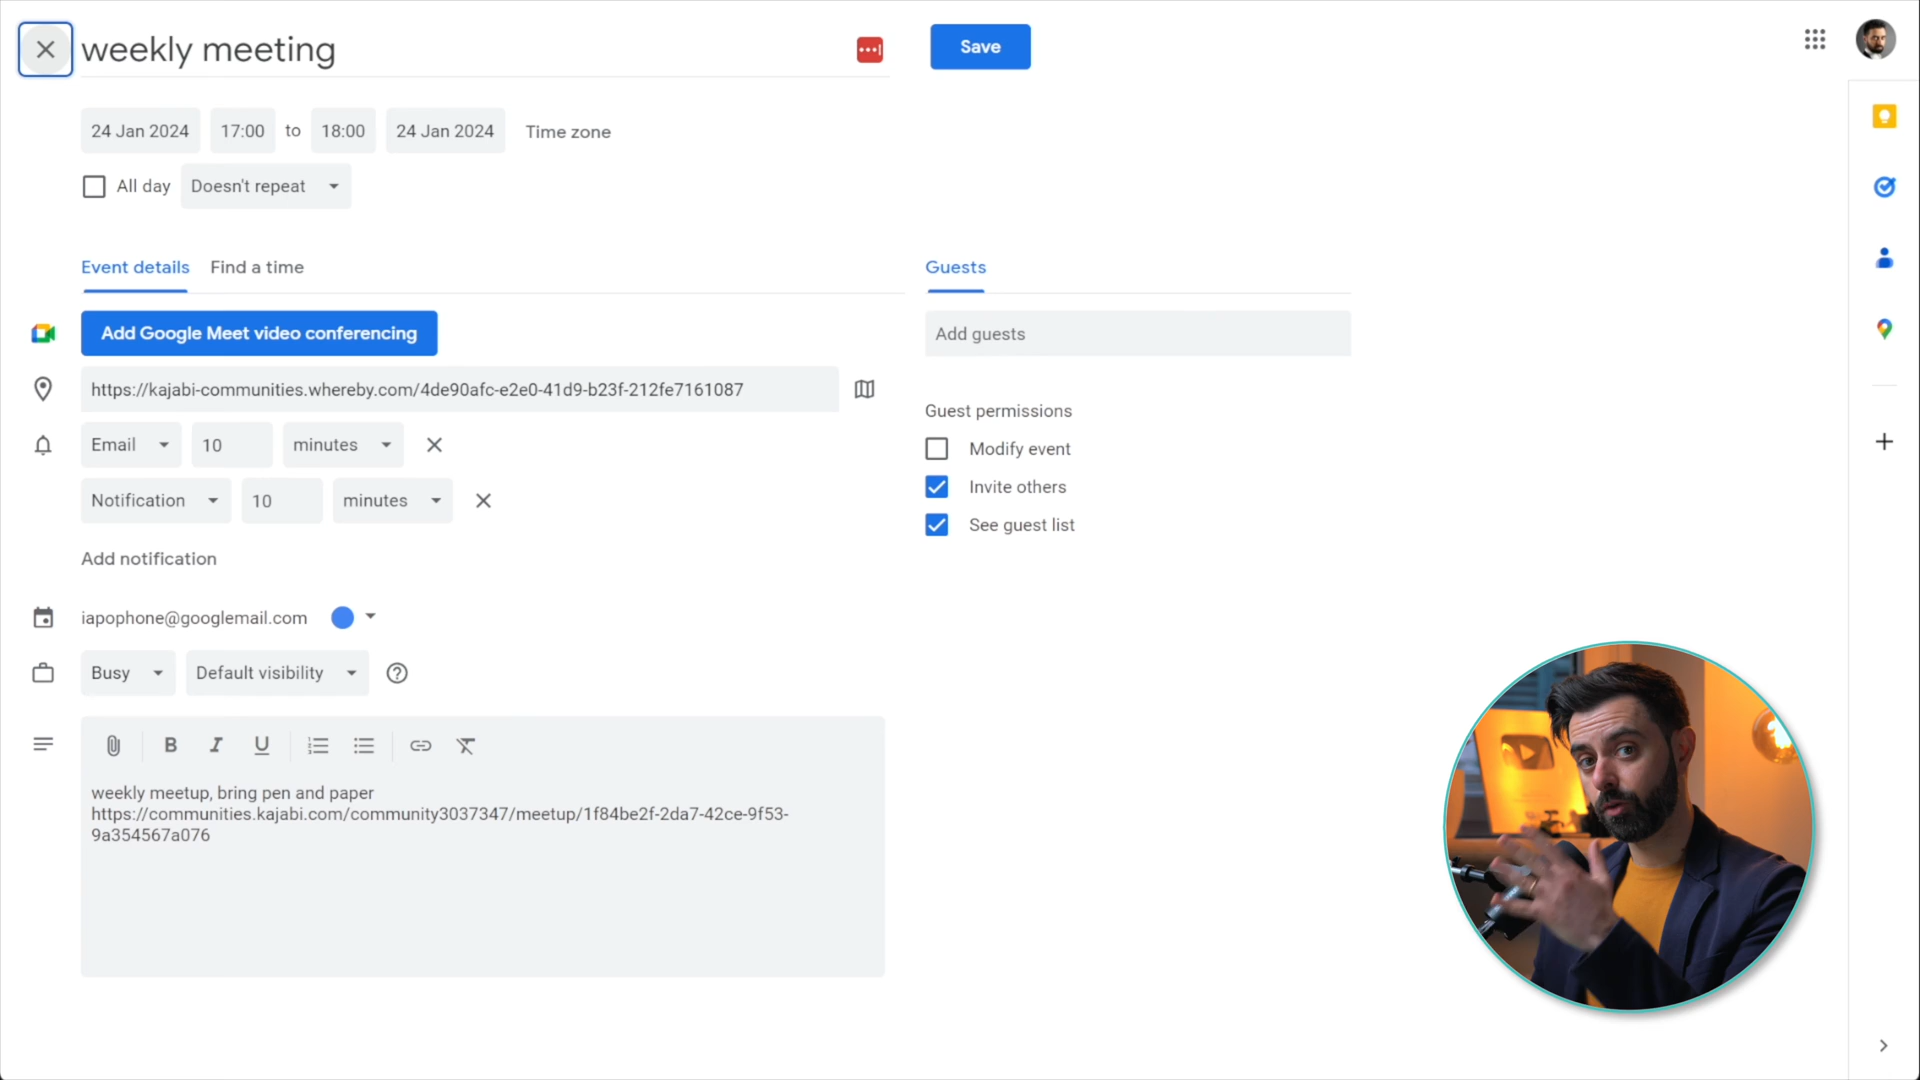 weekly meeting
Save
24 Jan 2024 17:00 to 18:00 24 Jan 2024 Time zone
All day Doesn't repeat
Event details Find a time
Guests
Add Google Meet video conferencing
Add guests
https://kajabi-communities.whereby.com/4de90afc-e2e0-41d9-b23f-212fe7161087
Guest permissions
Email 10 minutes
Modify event
Invite others
Notification 10 minutes
See guest list
Add notification
iapophone@googlemail.com
Busy Default visibility
B I U
weekly meetup, bring pen and paper
https://communities.kajabi.com/community3037347/meetup/1f84be2f-2da7-42ce-9f53-
9a354567a076